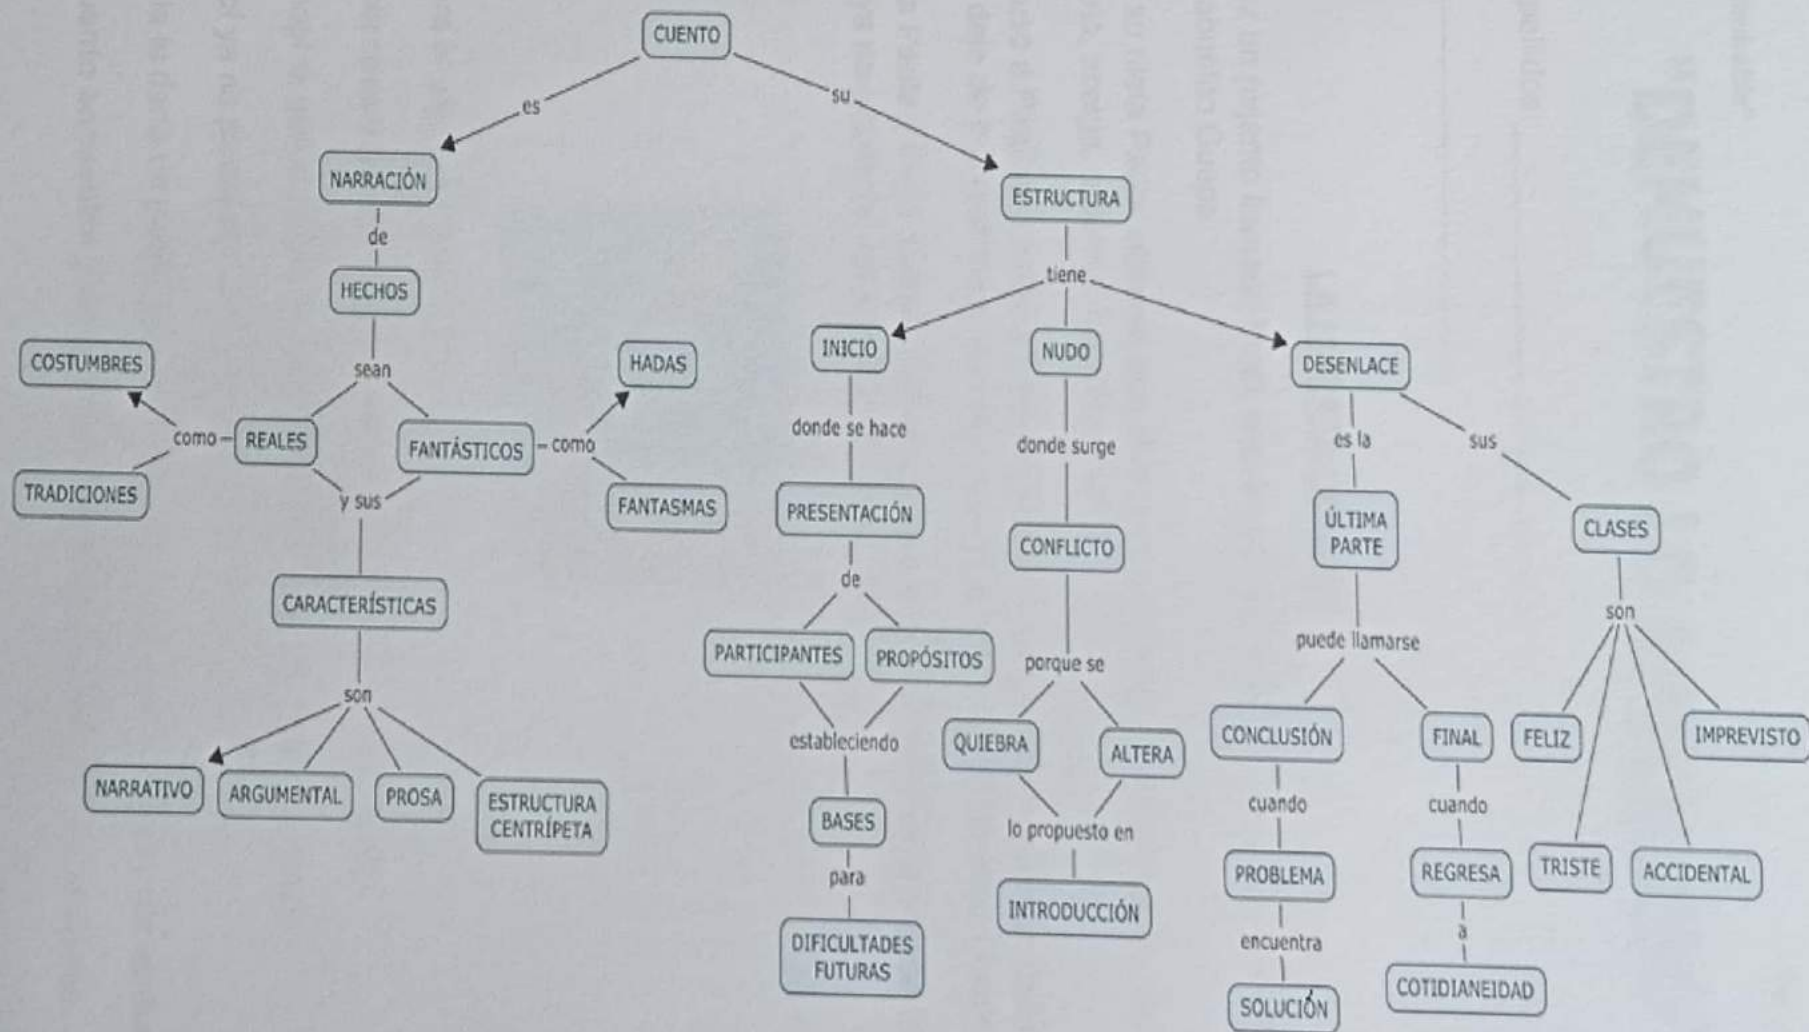 CUENTO
es
su
NARRACIÓN
ESTRUCTURA
de
tiene
HECHOS
INICIO
NUDO
DESENLACE
COSTUMBRES
sean
HADAS
como
REALES
FANTÁSTICOS
como
TRADICIONES
y sus
FANTASMAS
CARACTERÍSTICAS
son
NARRATIVO
ARGUMENTAL
PROSA
ESTRUCTURA
CENTRÍPETA
donde se hace
PRESENTACIÓN
de
PARTICIPANTES
PROPÓSITOS
estableciendo
BASES
para
DIFICULTADES
FUTURAS
donde surge
CONFLICTO
porque se
QUIEBRA
ALTERA
lo propuesto en
INTRODUCCIÓN
es la
ÚLTIMA
PARTE
puede llamarse
CONCLUSIÓN
FINAL
cuando
PROBLEMA
encuentra
SOLUCIÓN
cuando
REGRESA
a
COTIDIANEIDAD
sus
CLASES
son
FELIZ
IMPREVISTO
TRISTE
ACCIDENTAL